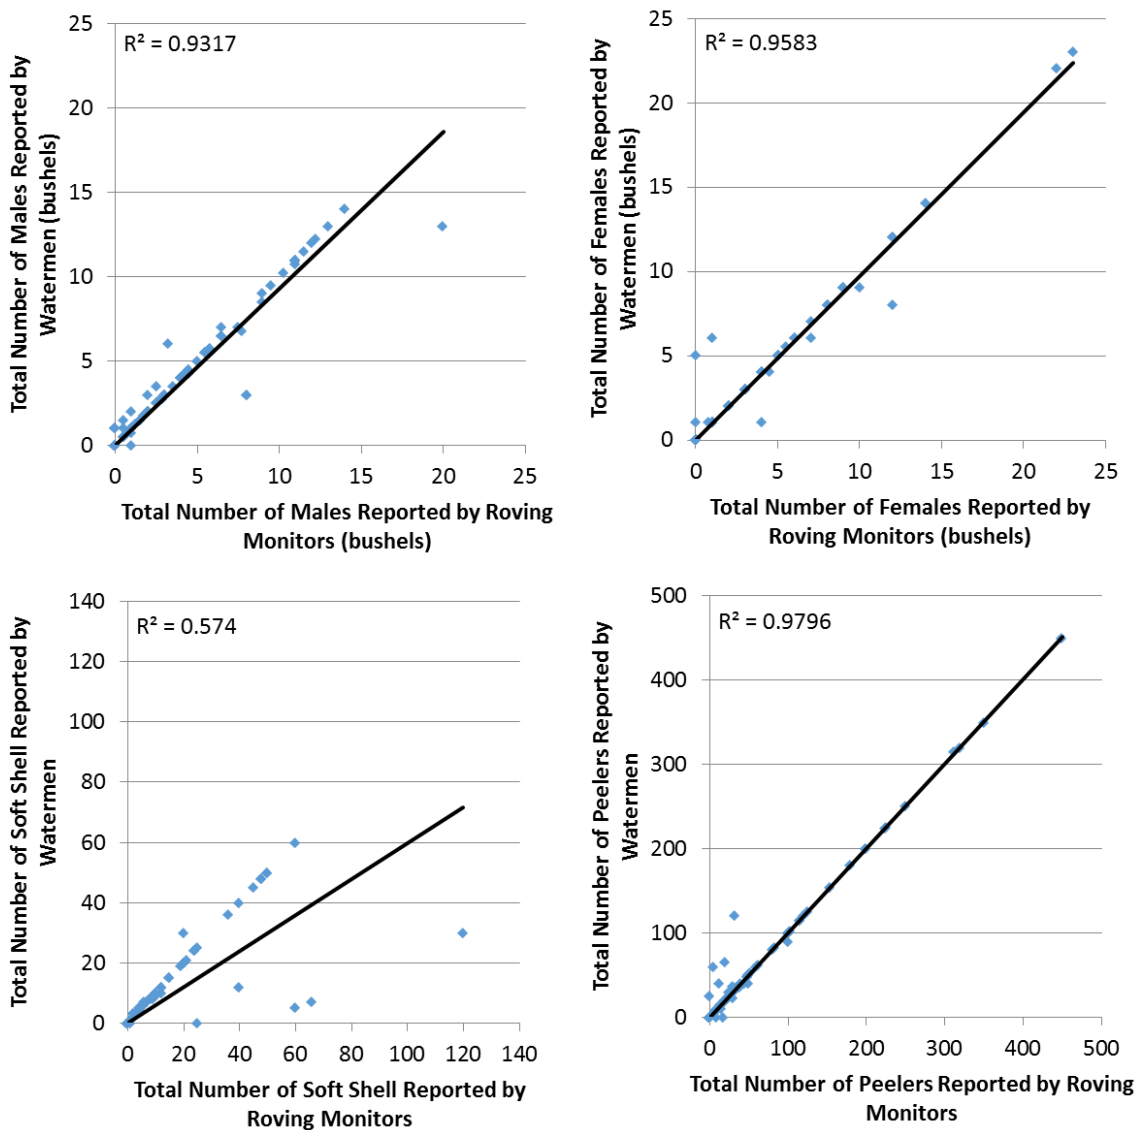 R² = 0.9317
Total Number of Males Reported by
Watermen (bushels)
25
20
15
10
5
0
0 5 10 15 20 25
Total Number of Males Reported by Roving
Monitors (bushels)
R² = 0.9583
Total Number of Females Reported by
Watermen (bushels)
25
20
15
10
5
0
0 5 10 15 20 25
Total Number of Females Reported by
Roving Monitors (bushels)
R² = 0.574
Total Number of Soft Shell Reported by
Watermen
140
120
100
80
60
40
20
0
0 20 40 60 80 100 120 140
Total Number of Soft Shell Reported by
Roving Monitors
R² = 0.9796
Total Number of Peelers Reported by
Watermen
500
400
300
200
100
0
0 100 200 300 400 500
Total Number of Peelers Reported by Roving
Monitors